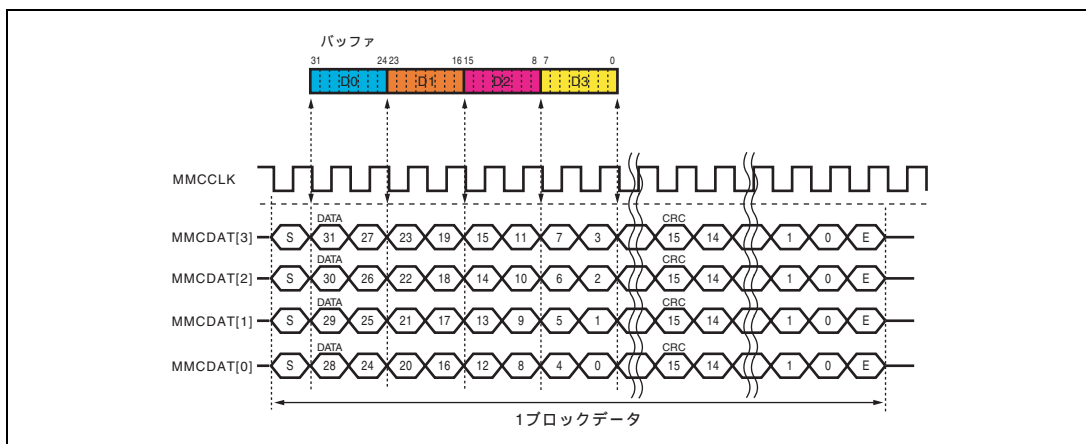 バッファ
31 24 23 16 15 8 7 0
D0 D1 D2 D3
MMCCLK
DATA CRC
MMCDAT[3] S 31 27 23 19 15 11 7 3 15 14 1 0 E
DATA CRC
MMCDAT[2] S 30 26 22 18 14 10 6 2 15 14 1 0 E
DATA CRC
MMCDAT[1] S 29 25 21 17 13 9 5 1 15 14 1 0 E
DATA CRC
MMCDAT[0] S 28 24 20 16 12 8 4 0 15 14 1 0 E
1ブロックデータ